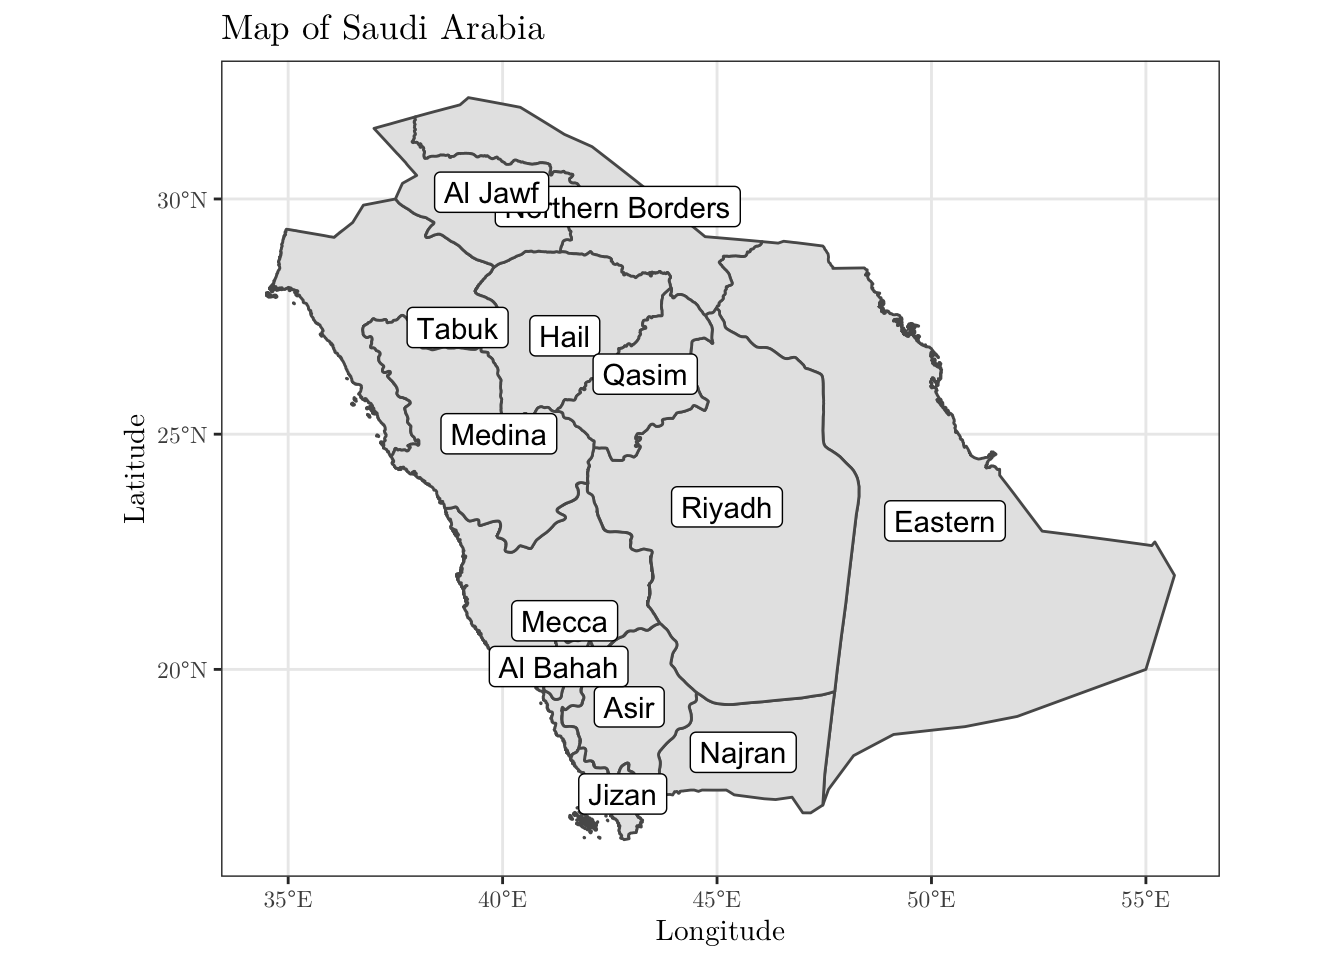 Map of Saudi Arabia
30°N
25°N
20°N
Latitude
Al Jawf
Northern Borders
Tabuk
Hail
Qasim
Medina
Riyadh
Eastern
Mecca
Al Bahah
Asir
Najran
Jizan
35°E
40°E
45°E
50°E
55°E
Longitude